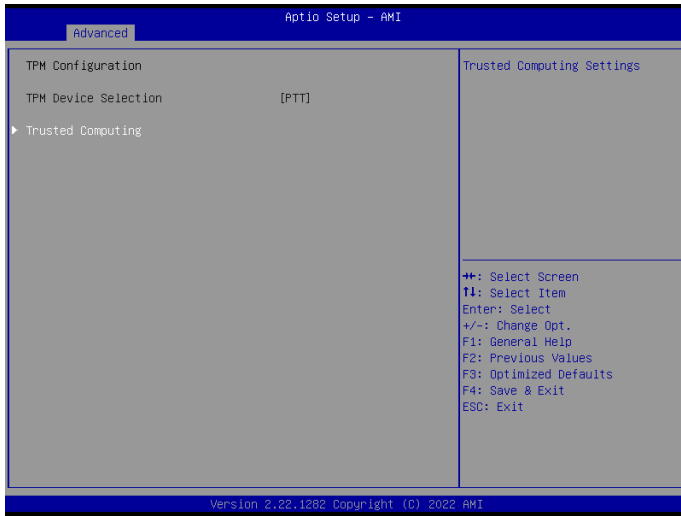 Aptio Setup - AMI
Advanced
TPM Configuration
TPM Device Selection [PTT]
Trusted Computing
Trusted Computing Settings
→←: Select Screen
↑↓: Select Item
Enter: Select
+/-: Change Opt.
F1: General Help
F2: Previous Values
F3: Optimized Defaults
F4: Save & Exit
ESC: Exit
Version 2.22.1282 Copyright (C) 2022 AMI